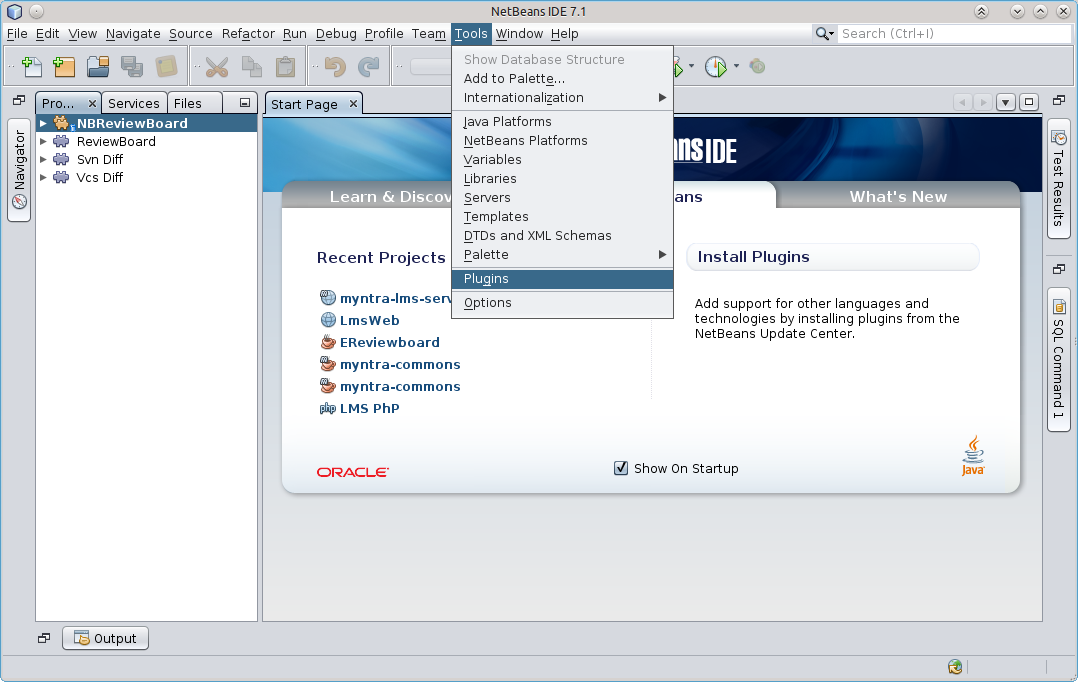 NetBeans IDE 7.1
File Edit View Navigate Source Refactor Run Debug Profile Team Tools Window Help
Search (Ctrl+I)
Pro... Services Files
Start Page
NBReviewBoard
ReviewBoard
Svn Diff
Vcs Diff
Navigator
Show Database Structure
Add to Palette...
Internationalization
Java Platforms
NetBeans Platforms
Variables
Libraries
Servers
Templates
DTDs and XML Schemas
Palette
Plugins
Options
IDE
Learn & Discov
ans
What's New
Recent Projects
myntra-lms-serv
LmsWeb
EReviewboard
myntra-commons
myntra-commons
php LMS PhP
Install Plugins
Add support for other languages and
technologies by installing plugins from the
NetBeans Update Center.
ORACLE
Show On Startup
Java
Test Results
SQL Command 1
Output